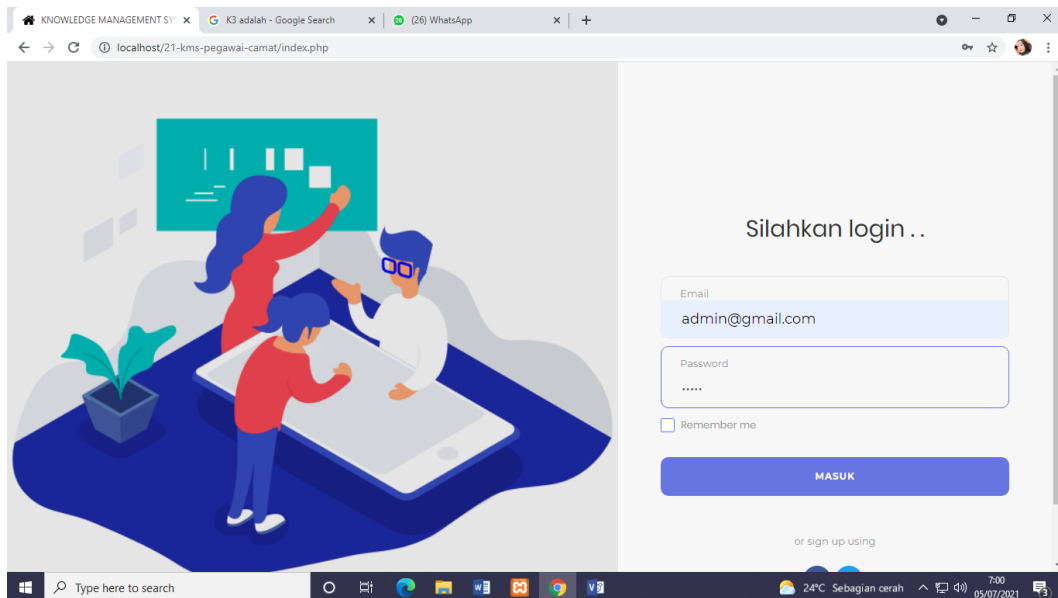 KNOWLEDGE MANAGEMENT SY
K3 adalah - Google Search
(26) WhatsApp
localhost/21-kms-pegawai-camat/index.php
Silahkan login . .
Email
admin@gmail.com
Password
.....
Remember me
MASUK
or sign up using
Type here to search
24°C Sebagian cerah
7:00
05/07/2021